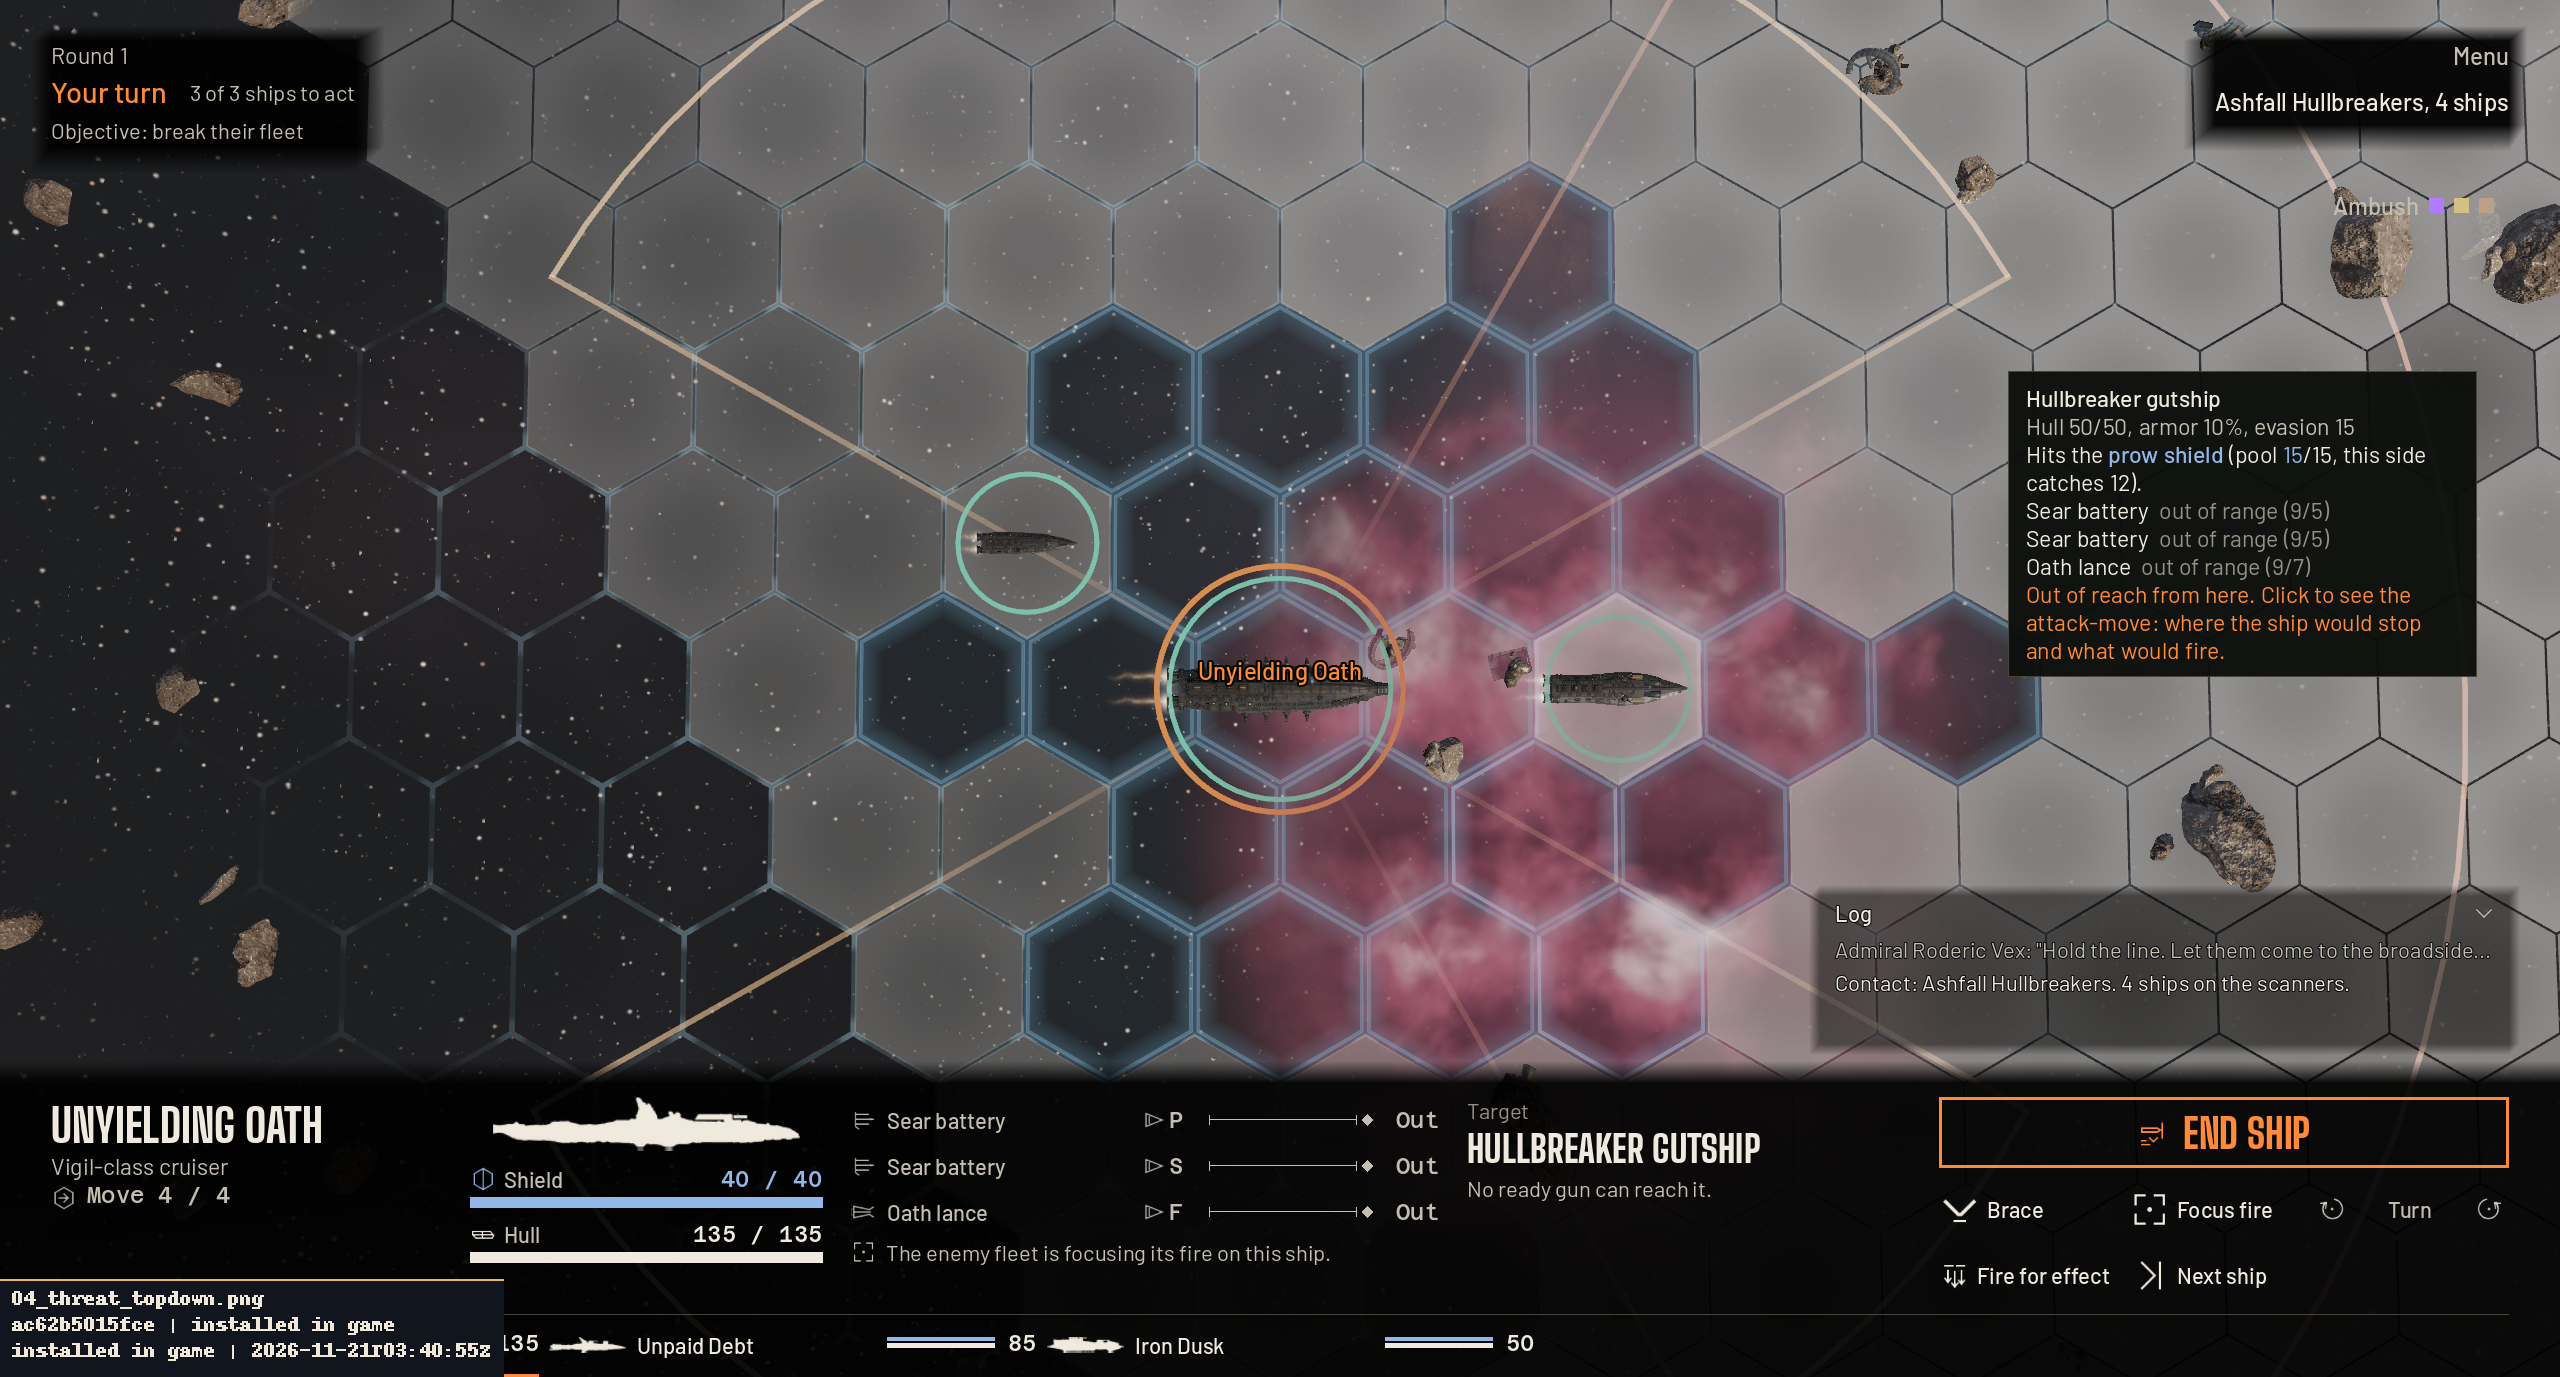 Round 1
Your turn 3 of 3 ships to act
Objective: break their fleet
Menu
Ashfall Hullbreakers, 4 ships
Ambush
Hullbreaker gutship
Hull 50/50, armor 10%, evasion 15
Hits the prow shield (pool 15/15, this side
catches 12).
Sear battery out of range (9/5)
Sear battery out of range (9/5)
Oath lance out of range (9/7)
Out of reach from here. Click to see the
attack-move: where the ship would stop
and what would fire.
Unyielding Oath
Log
Admiral Roderic Vex: "Hold the line. Let them come to the broadside...
Contact: Ashfall Hullbreakers. 4 ships on the scanners.
UNYIELDING OATH
Vigil-class cruiser
Move 4 / 4
Shield 40 / 40
Hull 135 / 135
Sear battery P Out
Sear battery S Out
Oath lance F Out
The enemy fleet is focusing its fire on this ship.
Target
HULLBREAKER GUTSHIP
No ready gun can reach it.
END SHIP
Brace
Focus fire
Turn
Fire for effect
Next ship
04_threat_topdown.png
ac62b5015fce | installed in game
installed in game | 2026-11-21T03:40:55Z
135 Unpaid Debt 85 Iron Dusk 50